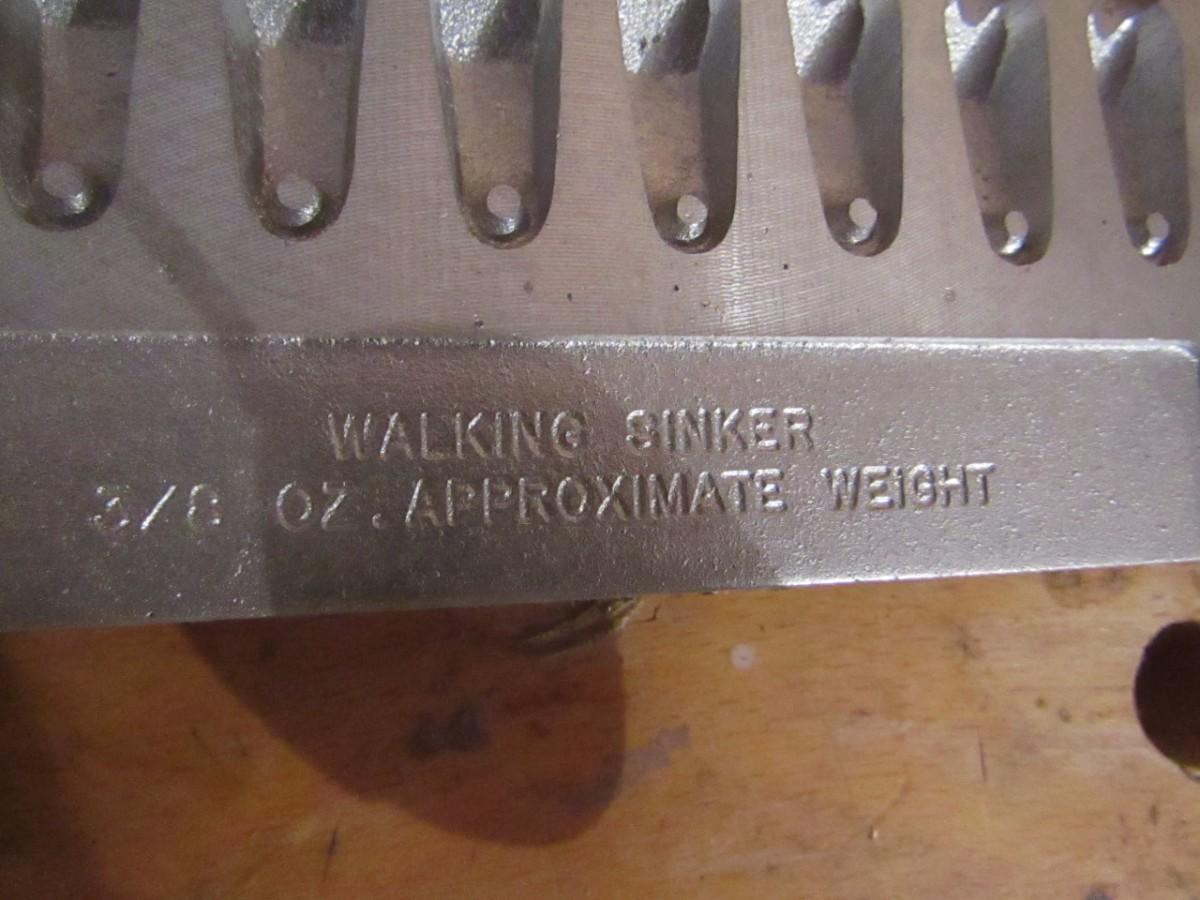 WALKING SINKER
3/8 OZ. APPROXIMATE WEIGHT